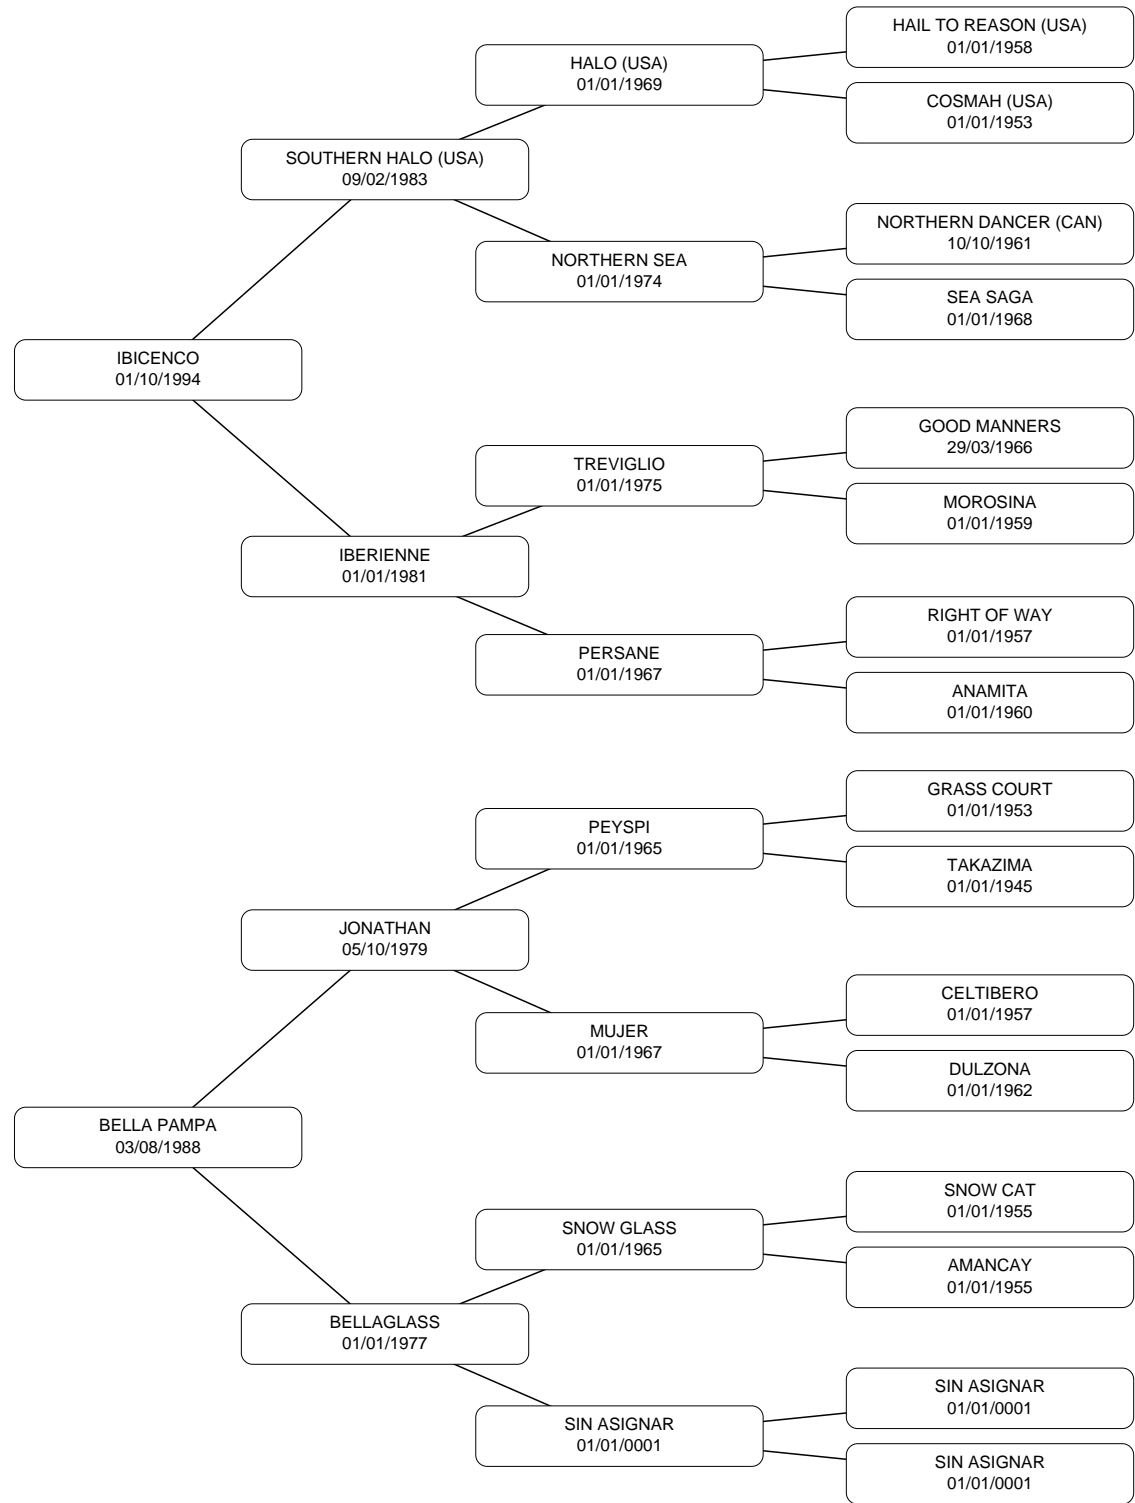 HAIL TO REASON (USA)
01/01/1958
HALO (USA)
01/01/1969
COSMAH (USA)
01/01/1953
SOUTHERN HALO (USA)
09/02/1983
NORTHERN DANCER (CAN)
10/10/1961
NORTHERN SEA
01/01/1974
SEA SAGA
01/01/1968
IBICENCO
01/10/1994
GOOD MANNERS
29/03/1966
TREVIGLIO
01/01/1975
MOROSINA
01/01/1959
IBERIENNE
01/01/1981
RIGHT OF WAY
01/01/1957
PERSANE
01/01/1967
ANAMITA
01/01/1960
GRASS COURT
01/01/1953
PEYSPI
01/01/1965
TAKAZIMA
01/01/1945
JONATHAN
05/10/1979
CELTIBERO
01/01/1957
MUJER
01/01/1967
DULZONA
01/01/1962
BELLA PAMPA
03/08/1988
SNOW CAT
01/01/1955
SNOW GLASS
01/01/1965
AMANCAY
01/01/1955
BELLAGLASS
01/01/1977
SIN ASIGNAR
01/01/0001
SIN ASIGNAR
01/01/0001
SIN ASIGNAR
01/01/0001